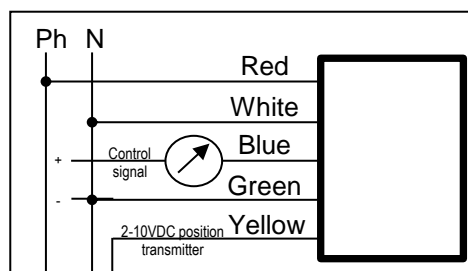 Ph N
Red
White
+ Control Blue
signal
- Green
2-10VDC position Yellow
transmitter